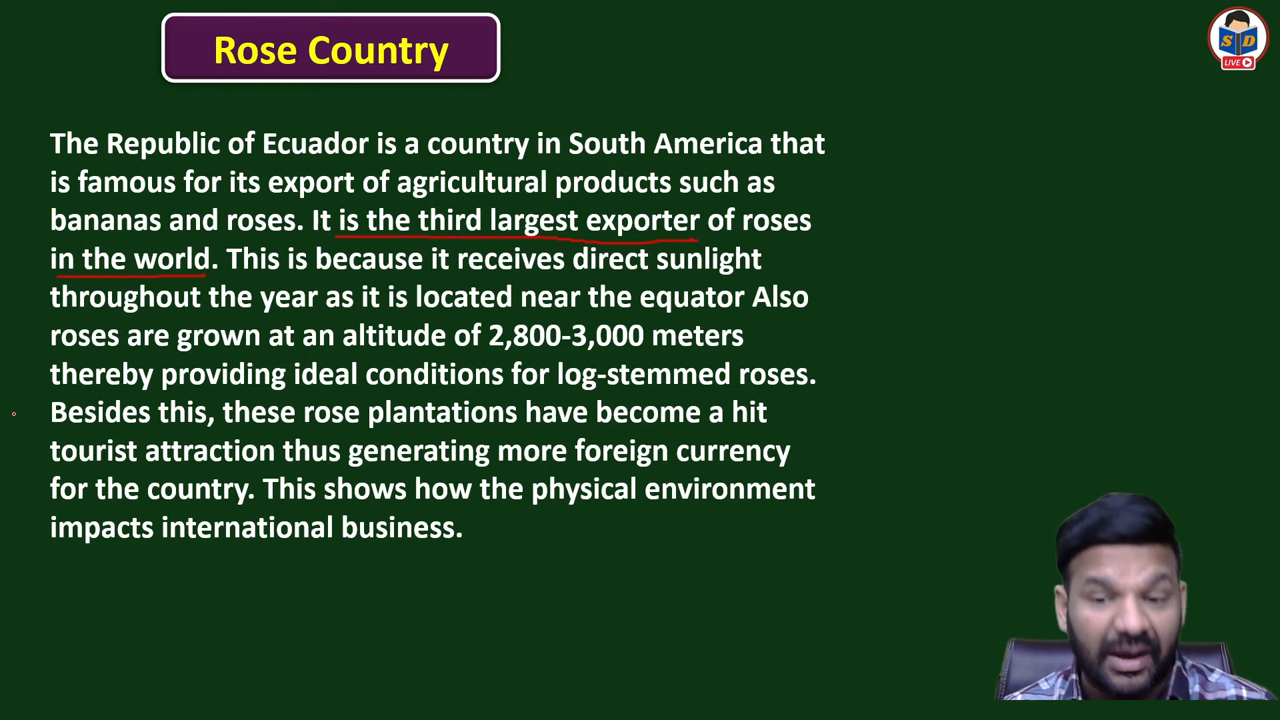 Rose Country
S D
LIVE
The Republic of Ecuador is a country in South America that
is famous for its export of agricultural products such as
bananas and roses. It is the third largest exporter of roses
in the world. This is because it receives direct sunlight
throughout the year as it is located near the equator Also
roses are grown at an altitude of 2,800-3,000 meters
thereby providing ideal conditions for log-stemmed roses.
Besides this, these rose plantations have become a hit
tourist attraction thus generating more foreign currency
for the country. This shows how the physical environment
impacts international business.